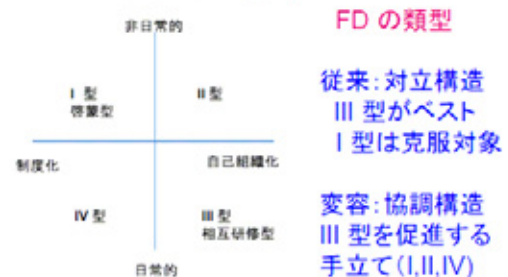 FD の類型
非日常的
I 型
啓蒙型
II 型
制度化
自己組織化
IV 型
III 型
相互研修型
日常的
従来:対立構造
III 型がベスト
I 型は克服対象
変容:協調構造
III 型を促進する
手立て(I,II,IV)